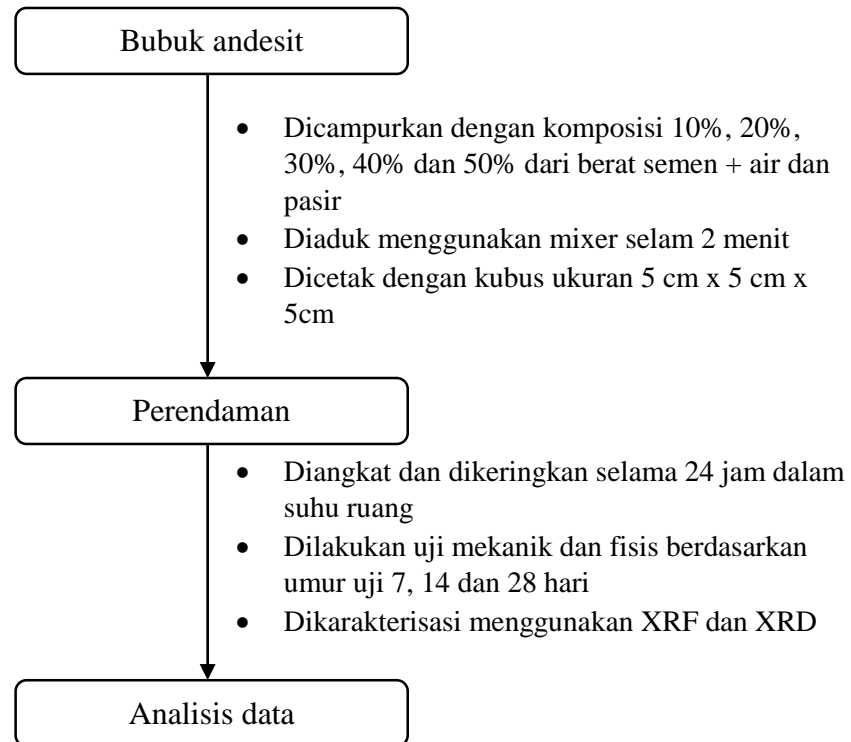 Bubuk andesit
• Dicampurkan dengan komposisi 10%, 20%,
30%, 40% dan 50% dari berat semen + air dan
pasir
• Diaduk menggunakan mixer selam 2 menit
• Dicetak dengan kubus ukuran 5 cm x 5 cm x
5cm
Perendaman
• Diangkat dan dikeringkan selama 24 jam dalam
suhu ruang
• Dilakukan uji mekanik dan fisis berdasarkan
umur uji 7, 14 dan 28 hari
• Dikarakterisasi menggunakan XRF dan XRD
Analisis data